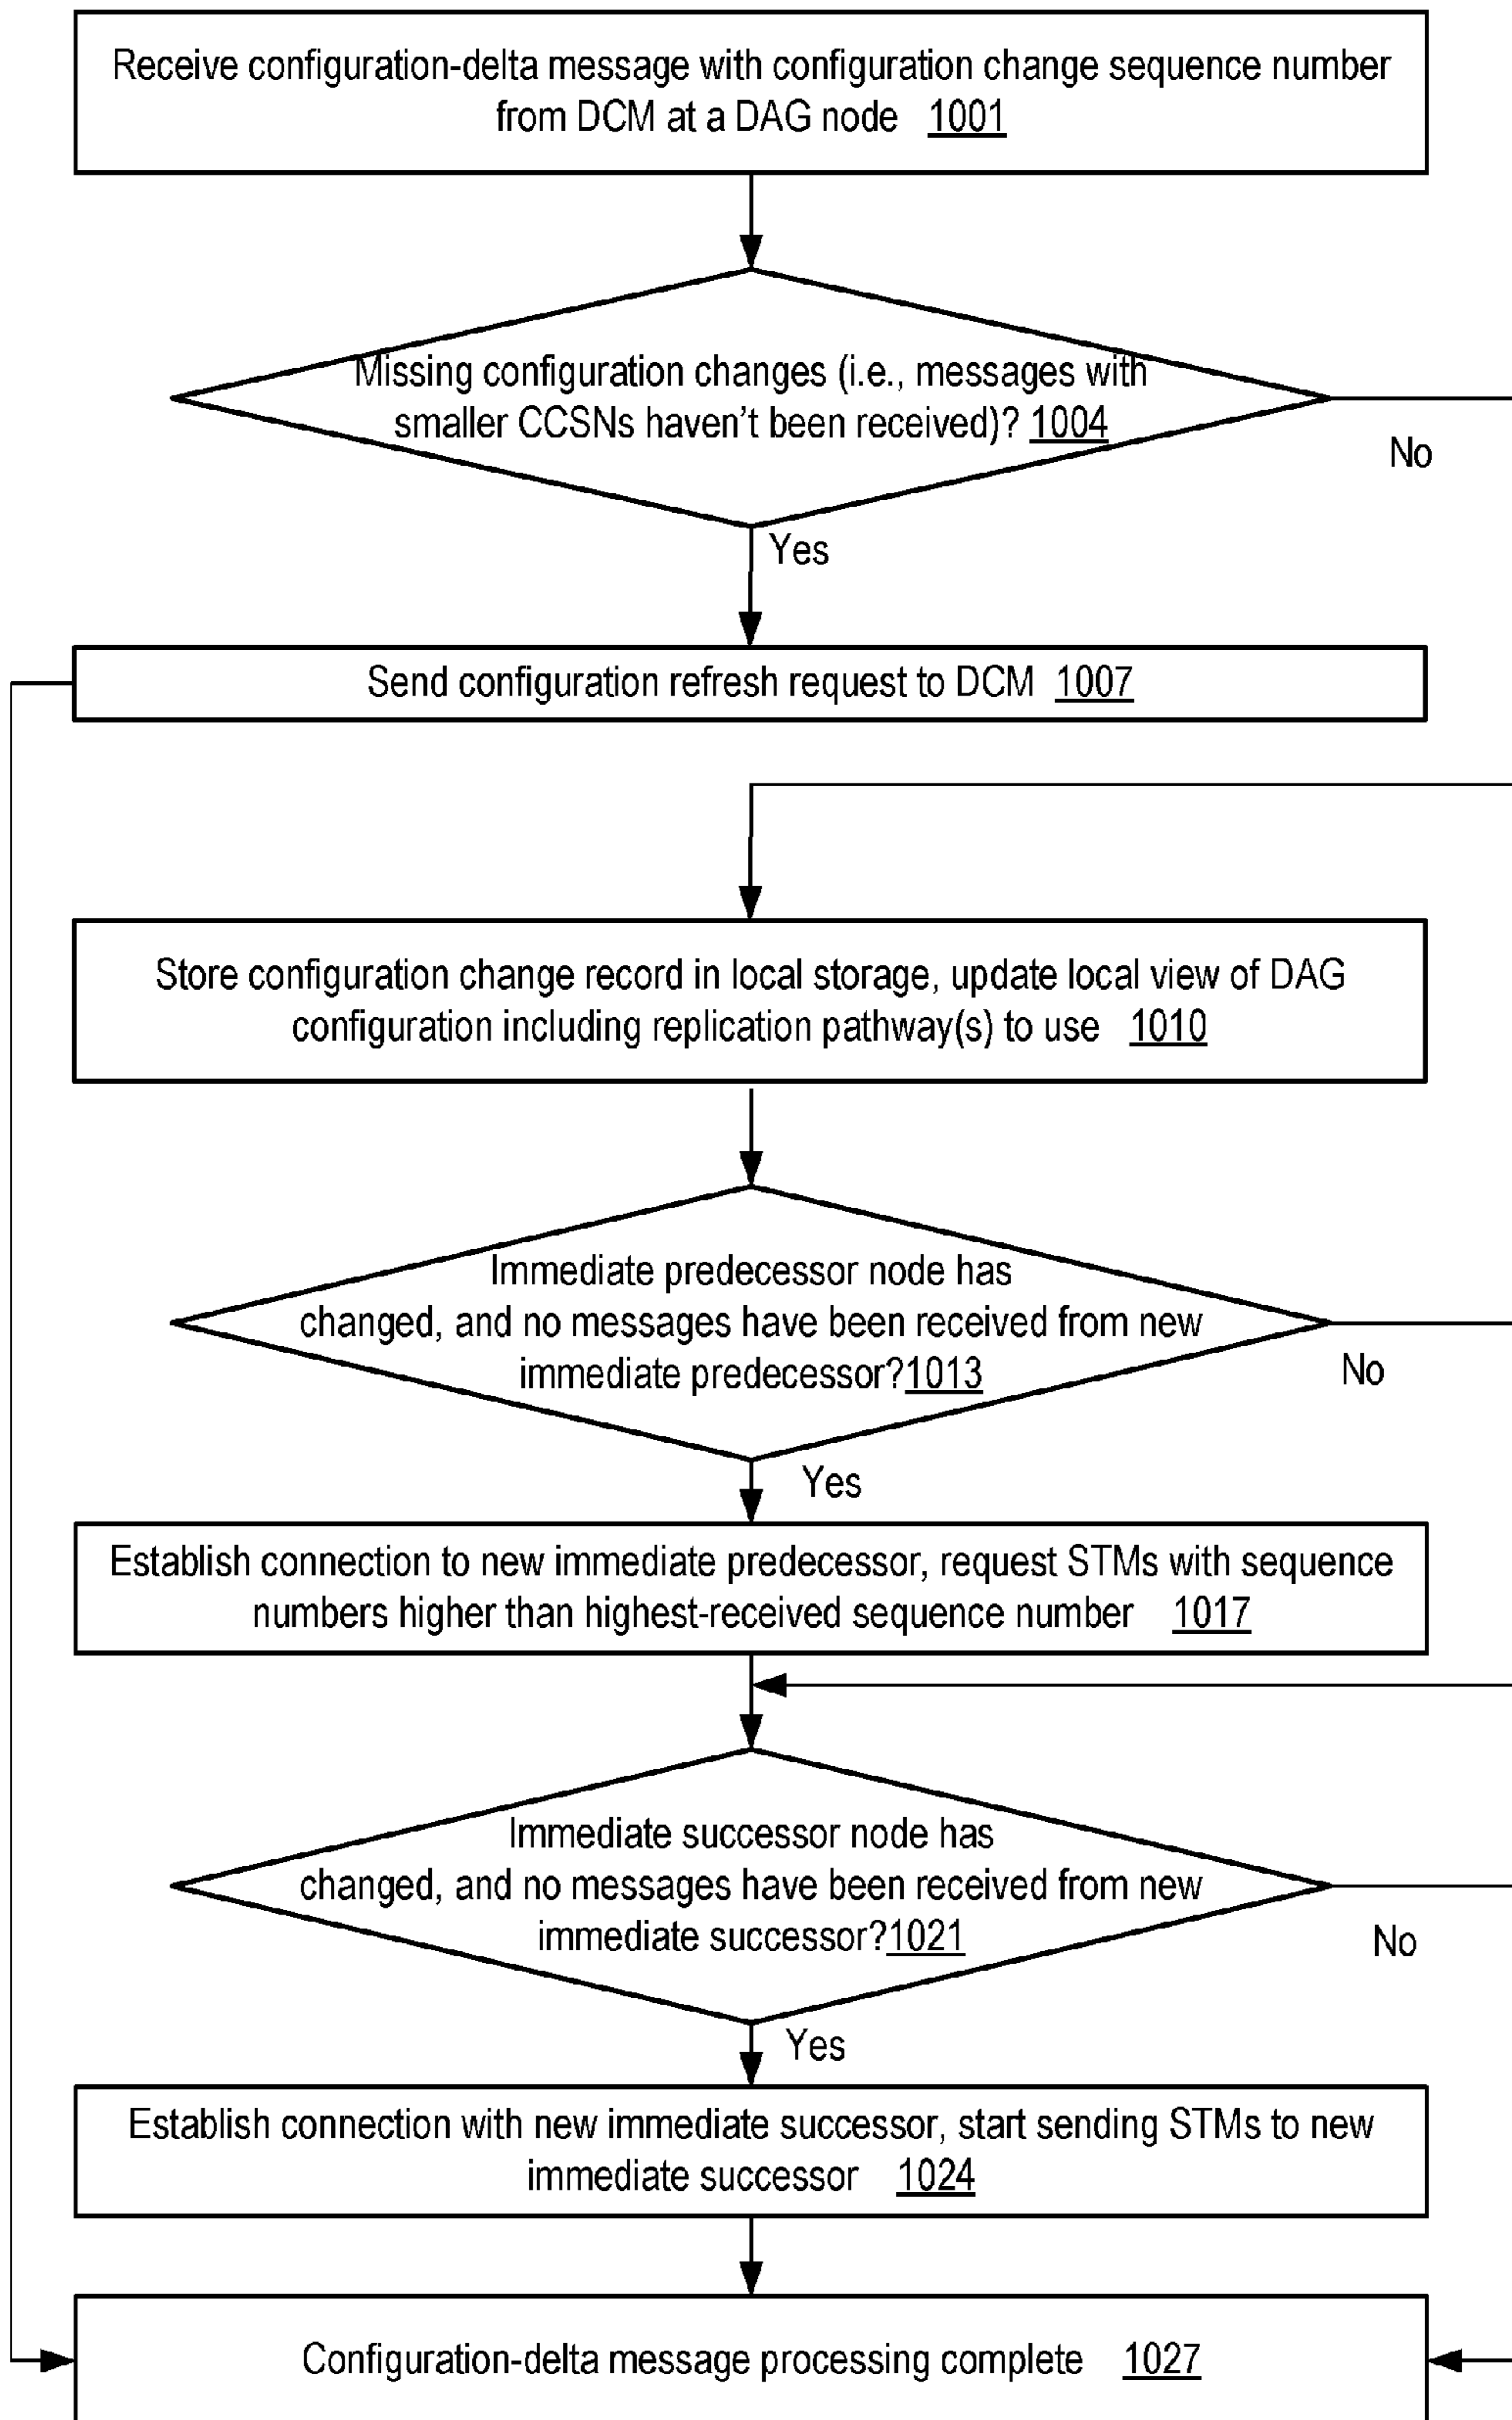 Receive configuration-delta message with configuration change sequence number
from DCM at a DAG node 1001
Missing configuration changes (i.e., messages with
smaller CCSNs haven't been received)? 1004
No
Yes
Send configuration refresh request to DCM 1007
Store configuration change record in local storage, update local view of DAG
configuration including replication pathway(s) to use 1010
Immediate predecessor node has
changed, and no messages have been received from new
immediate predecessor?1013
No
Yes
Establish connection to new immediate predecessor, request STMs with sequence
numbers higher than highest-received sequence number 1017
Immediate successor node has
changed, and no messages have been received from new
immediate successor?1021
No
Yes
Establish connection with new immediate successor, start sending STMs to new
immediate successor 1024
Configuration-delta message processing complete 1027